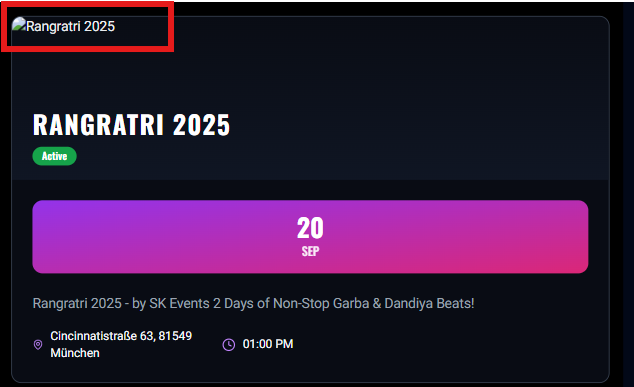 Rangratri 2025
RANGRATRI 2025
Active
20
SEP
Rangratri 2025 - by SK Events 2 Days of Non-Stop Garba & Dandiya Beats!
Cincinnatistraße 63, 81549
München
01:00 PM